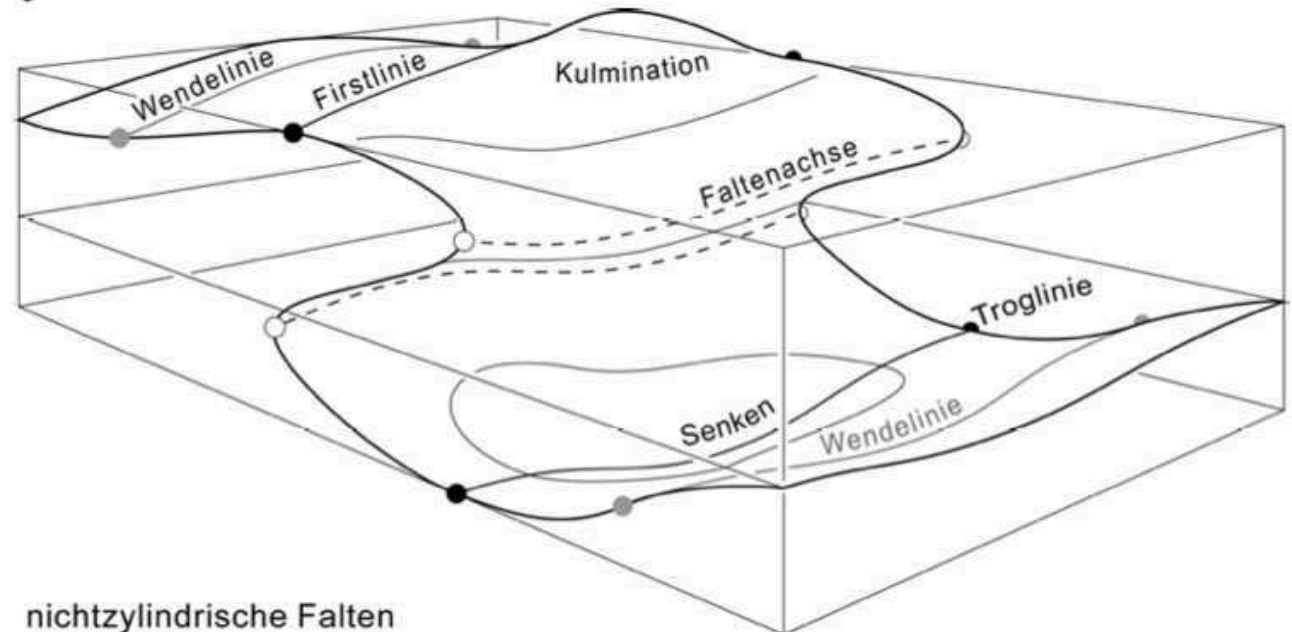 Wendelinie
Firstlinie
Kulmination
Faltenachse
Troglinie
Senken
Wendelinie
nichtzylindrische Falten